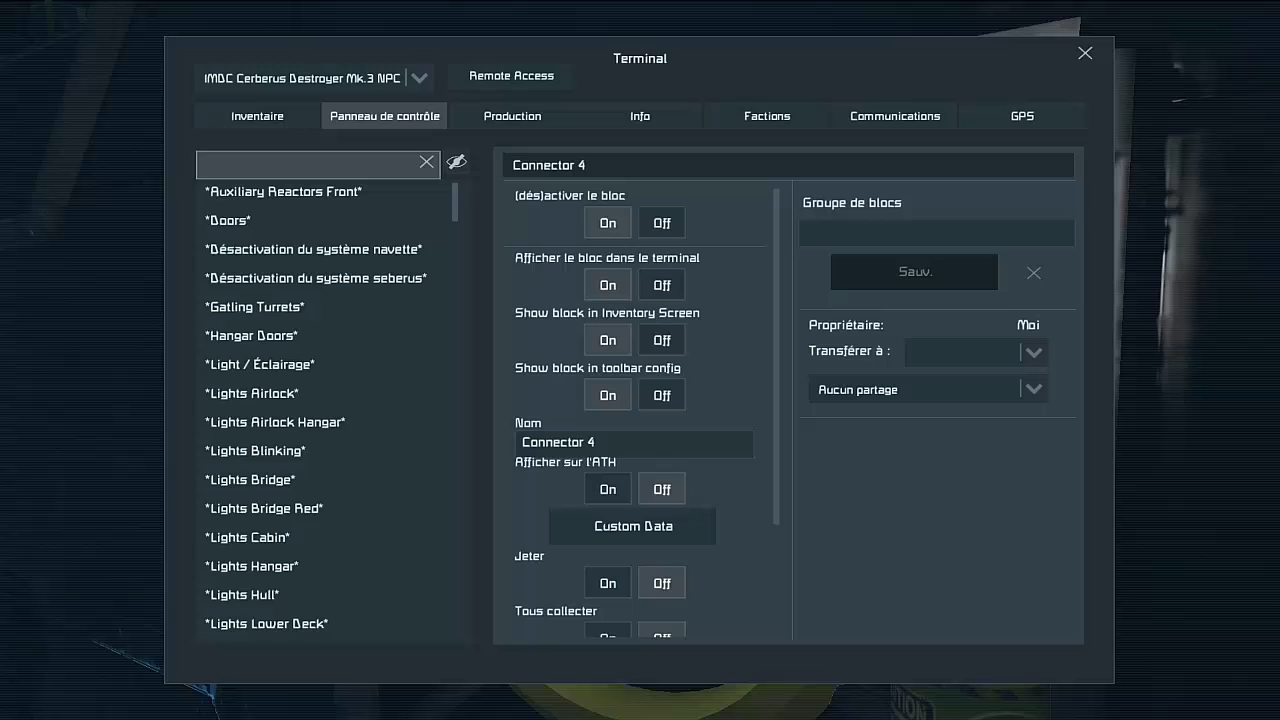 Terminal
IMDC Cerberus Destroyer Mk.3 NPC
Remote Access
Inventaire
Panneau de contrôle
Production
Info
Factions
Communications
GPS
*Auxiliary Reactors Front*
*Doors*
*Désactivation du système navette*
*Désactivation du système seberus*
*Gatling Turrets*
*Hangar Doors*
*Light / Éclairage*
*Lights Airlock*
*Lights Airlock Hangar*
*Lights Blinking*
*Lights Bridge*
*Lights Bridge Red*
*Lights Cabin*
*Lights Hangar*
*Lights Hull*
*Lights Lower Deck*
Connector 4
(dés)activer le bloc
On Off
Afficher le bloc dans le terminal
On Off
Show block in Inventory Screen
On Off
Show block in toolbar config
On Off
Nom
Connector 4
Afficher sur l'ATH
On Off
Custom Data
Jeter
On Off
Tous collecter
On Off
Groupe de blocs
Sauv.
Propriétaire: Moi
Transférer à :
Aucun partage